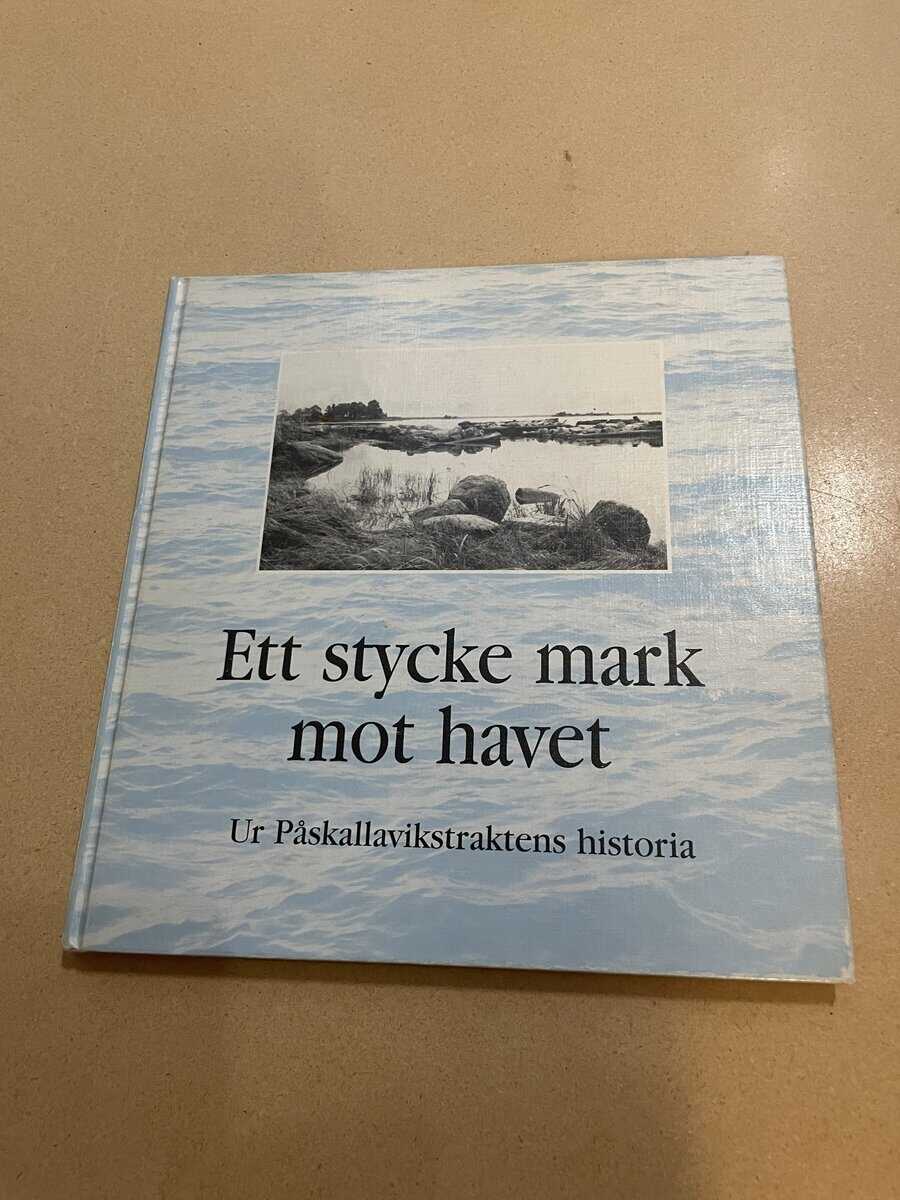 Ett stycke mark
mot havet
Ur Påskallavikstraktens historia